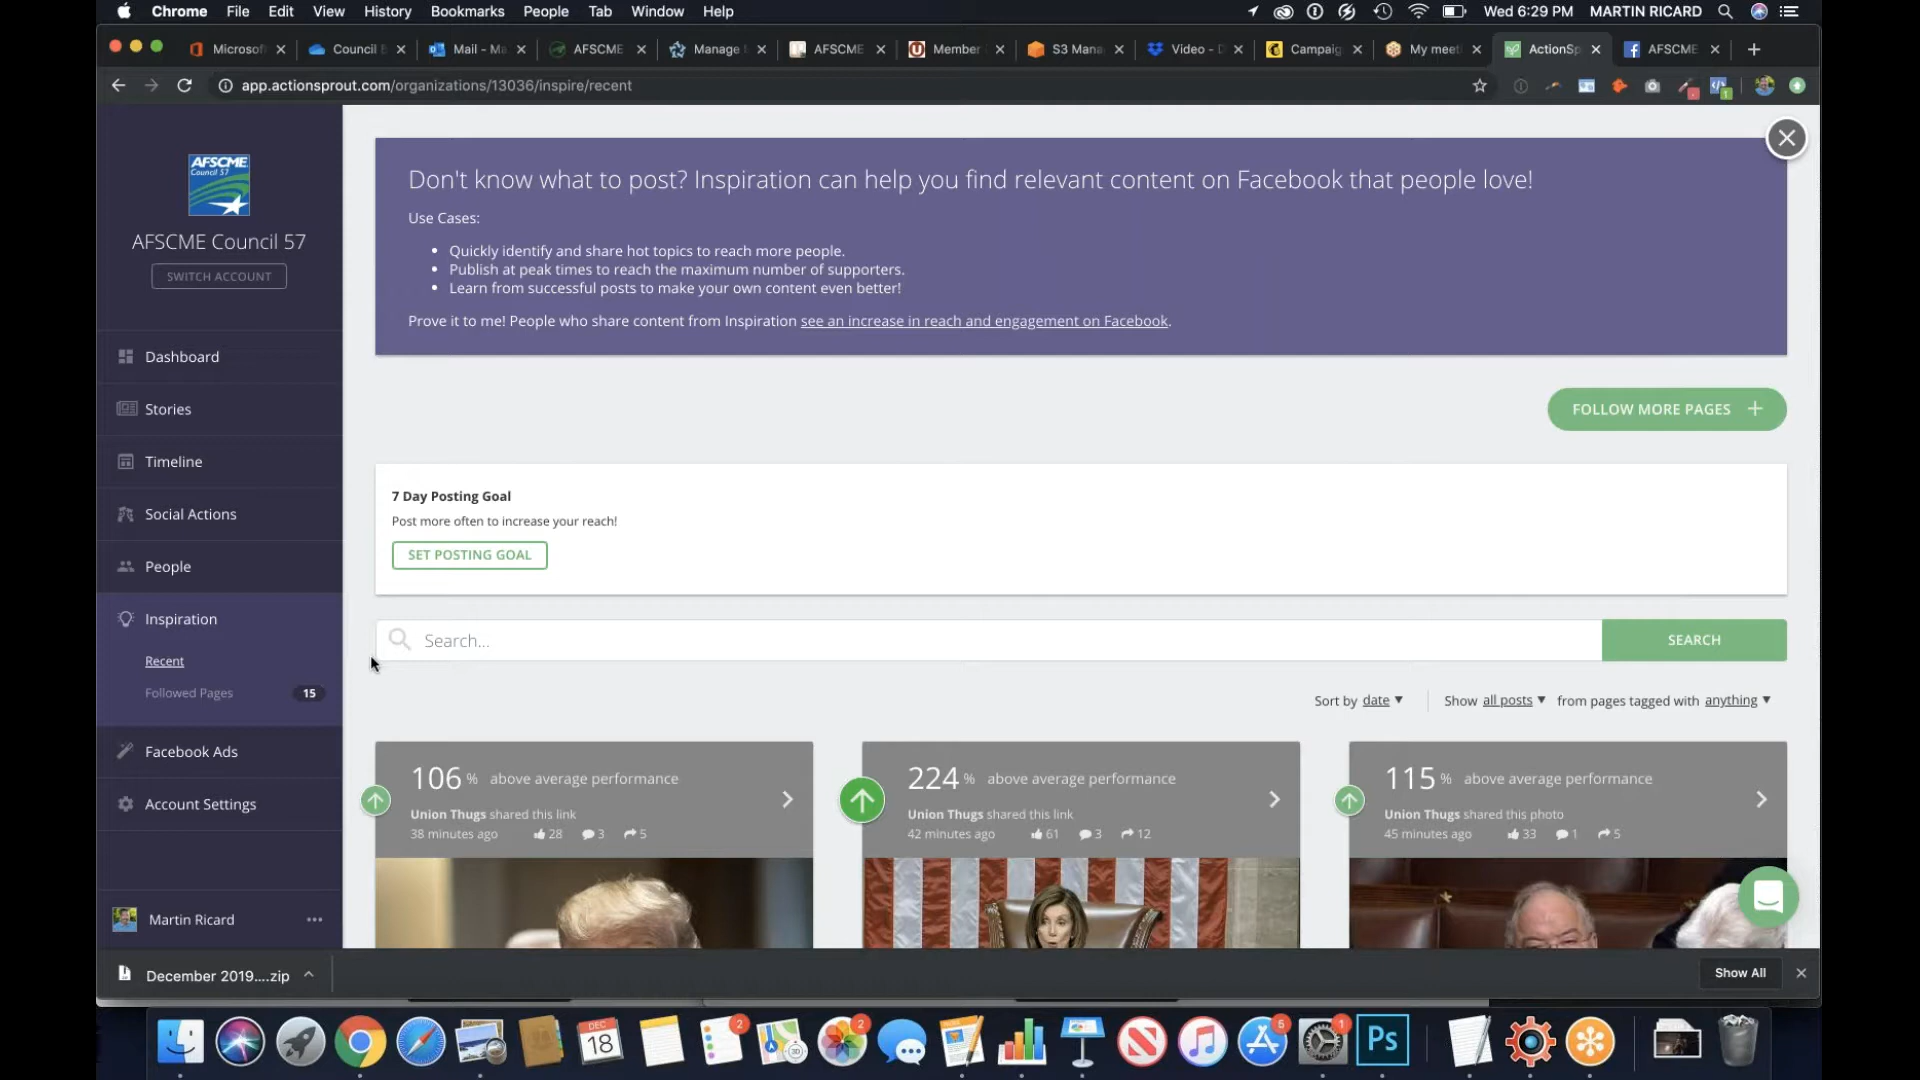 Chrome File Edit View History Bookmarks People Tab Window Help
Wed 6:29 PM MARTIN RICARD
Microsof Council Mail - Ma AFSCME Manage AFSCME Member S3 Mana Video - Campaig My meet ActionSp AFSCME
app.actionsprout.com/organizations/13036/inspire/recent
AFSCME
Council 57
AFSCME Council 57
SWITCH ACCOUNT
Dashboard
Stories
Timeline
Social Actions
People
Inspiration
Recent
Followed Pages 15
Facebook Ads
Account Settings
Martin Ricard
Don't know what to post? Inspiration can help you find relevant content on Facebook that people love!
Use Cases:
• Quickly identify and share hot topics to reach more people.
• Publish at peak times to reach the maximum number of supporters.
• Learn from successful posts to make your own content even better!
Prove it to me! People who share content from Inspiration see an increase in reach and engagement on Facebook.
FOLLOW MORE PAGES +
7 Day Posting Goal
Post more often to increase your reach!
SET POSTING GOAL
Search...
SEARCH
Sort by date ▼ Show all posts ▼ from pages tagged with anything ▼
106 % above average performance
Union Thugs shared this link
38 minutes ago 28 3 5
224 % above average performance
Union Thugs shared this link
42 minutes ago 61 3 12
115 % above average performance
Union Thugs shared this photo
45 minutes ago 33 1 5
December 2019....zip
Show All
DEC
18
2
2
5
1
Ps